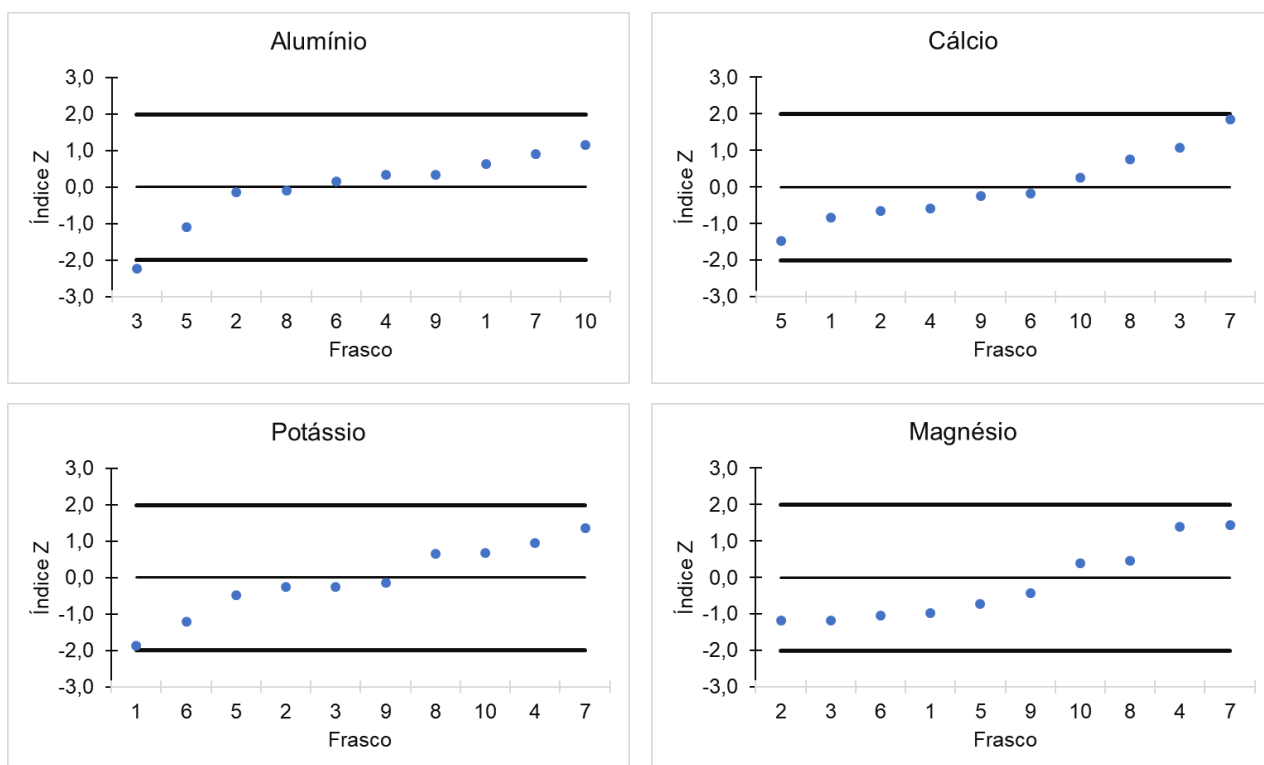 Alumínio
3,0
2,0
1,0
0,0
-1,0
-2,0
-3,0
Índice Z
3 5 2 8 6 4 9 1 7 10
Frasco
Cálcio
3,0
2,0
1,0
0,0
-1,0
-2,0
-3,0
Índice Z
5 1 2 4 9 6 10 8 3 7
Frasco
Potássio
3,0
2,0
1,0
0,0
-1,0
-2,0
-3,0
Índice Z
1 6 5 2 3 9 8 10 4 7
Frasco
Magnésio
3,0
2,0
1,0
0,0
-1,0
-2,0
-3,0
Índice Z
2 3 6 1 5 9 10 8 4 7
Frasco